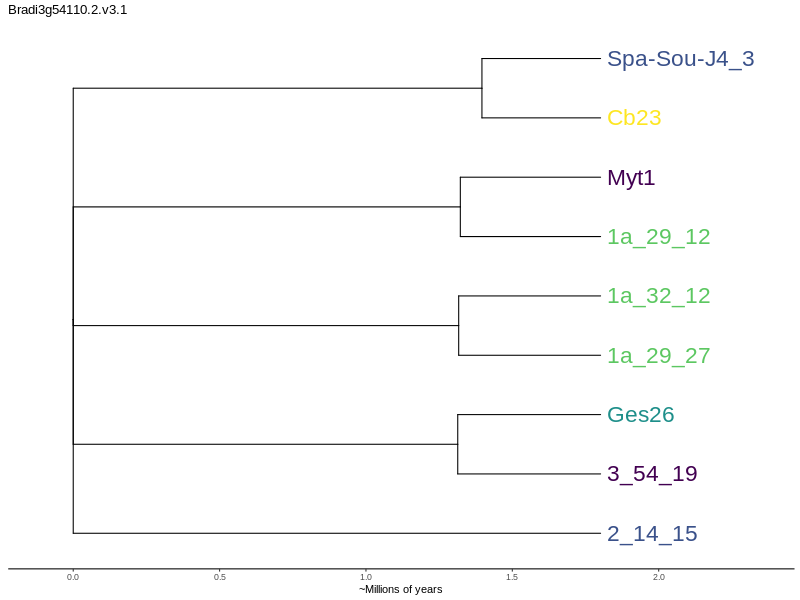 Bradi3g54110.2.v3.1
Spa-Sou-J4_3
Cb23
Myt1
1a_29_12
1a_32_12
1a_29_27
Ges26
3_54_19
2_14_15
0.0 0.5 1.0 1.5 2.0
~Millions of years